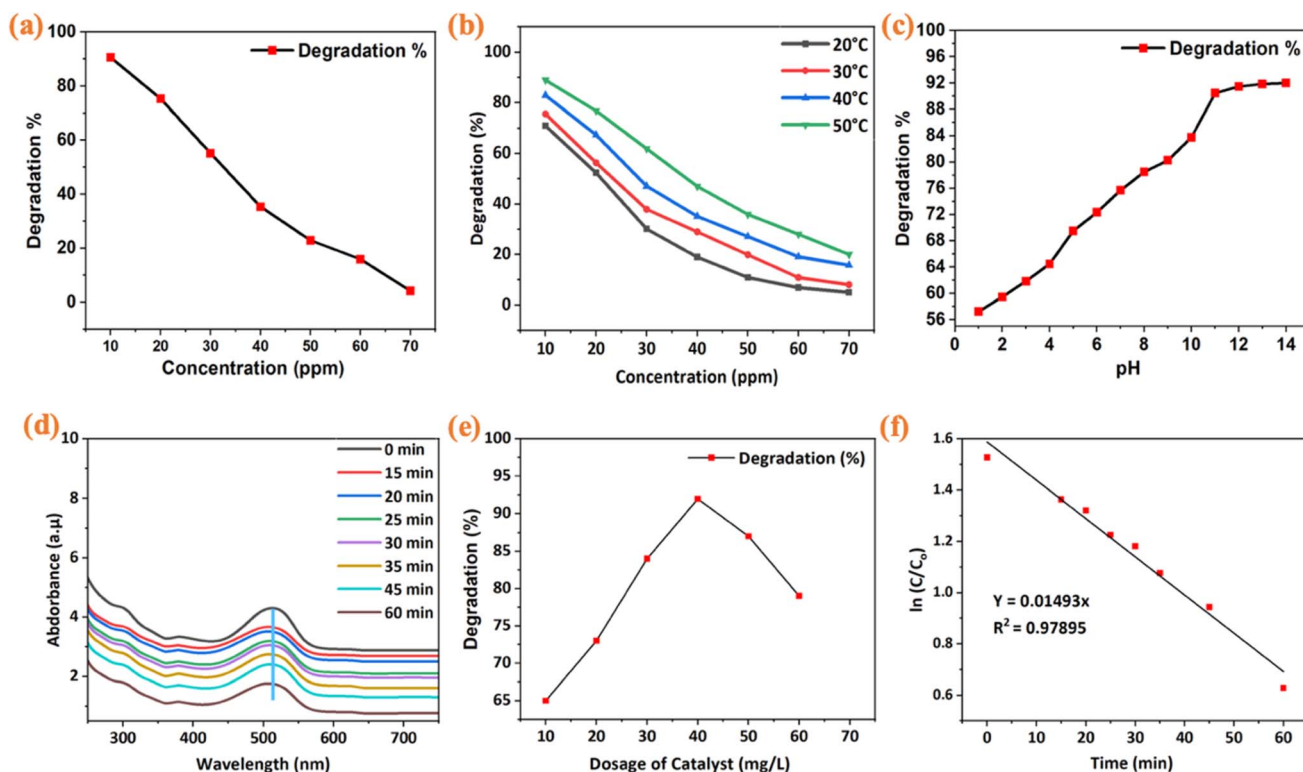 (a)
Degradation %
100
80
60
40
20
0
Degradation %
10 20 30 40 50 60 70
Concentration (ppm)
(b)
20°C
30°C
40°C
50°C
100
80
60
40
20
0
Degradation (%)
10 20 30 40 50 60 70
Concentration (ppm)
(c)
Degradation %
100
96
92
88
84
80
76
72
68
64
60
56
Degradation %
0 2 4 6 8 10 12 14
pH
(d)
0 min
15 min
20 min
25 min
30 min
35 min
45 min
60 min
10
8
6
4
2
Abdorbance (a.μ)
300 400 500 600 700
Wavelength (nm)
(e)
Degradation (%)
100
95
90
85
80
75
70
65
Degradation (%)
10 20 30 40 50 60
Dosage of Catalyst (mg/L)
(f)
1.6
1.4
1.2
1.0
0.8
0.6
ln (C/Co)
Y = 0.01493x
R² = 0.97895
0 10 20 30 40 50 60
Time (min)